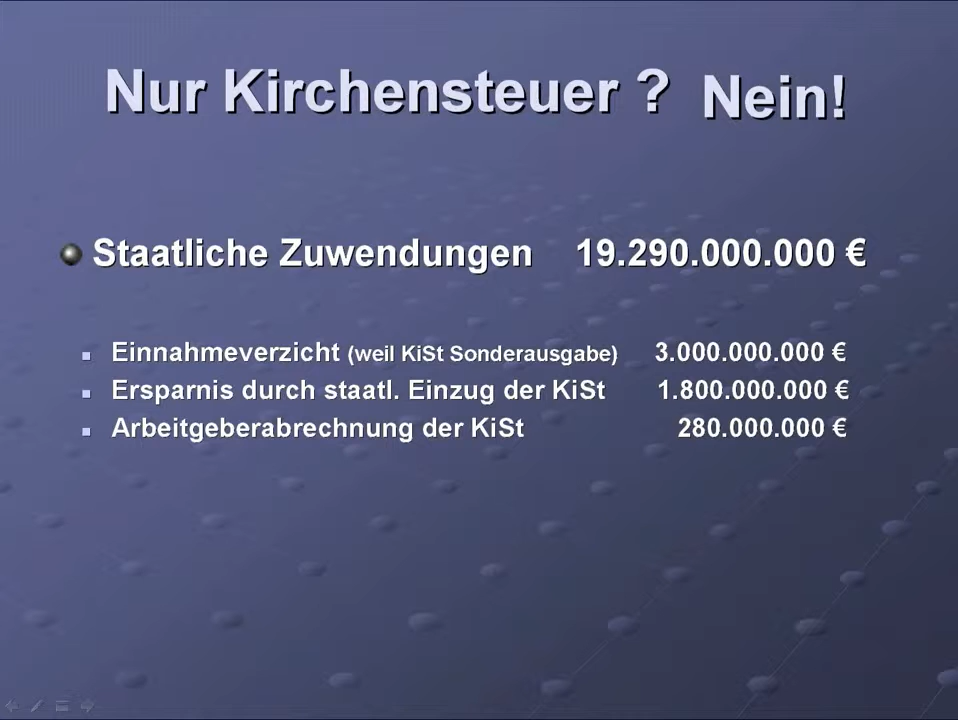 Nur Kirchensteuer ? Nein!
Staatliche Zuwendungen 19.290.000.000 €
Einnahmeverzicht (weil KiSt Sonderausgabe) 3.000.000.000 €
Ersparnis durch staatl. Einzug der KiSt 1.800.000.000 €
Arbeitgeberabrechnung der KiSt 280.000.000 €